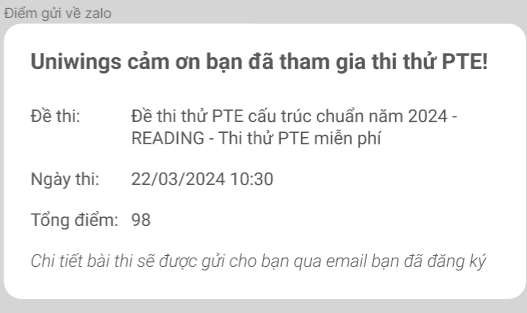 Điểm gửi về zalo
Uniwings cảm ơn bạn đã tham gia thi thử PTE!
Đề thi: Đề thi thử PTE cấu trúc chuẩn năm 2024 -
READING - Thi thử PTE miễn phí
Ngày thi: 22/03/2024 10:30
Tổng điểm: 98
Chi tiết bài thi sẽ được gửi cho bạn qua email bạn đã đăng ký